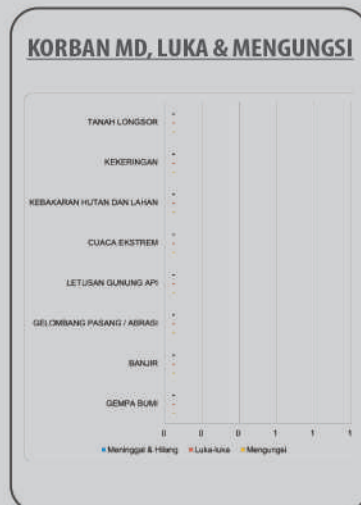 KORBAN MD, LUKA & MENGUNGSI
TANAH LONGSOR
-
-
-
KEKERINGAN
-
-
-
KEBAKARAN HUTAN DAN LAHAN
-
-
-
CUACA EKSTREM
-
-
-
LETUSAN GUNUNG API
-
-
-
GELOMBANG PASANG / ABRASI
-
-
-
BANJIR
-
-
-
GEMPA BUMI
-
-
-
0 0 0 1 1 1
Meninggal & Hilang Luka-luka Mengungsi